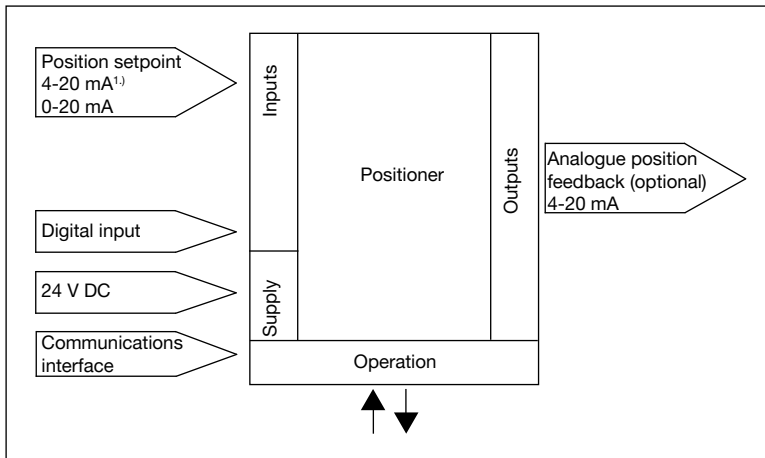 Position setpoint
4-20 mA1.)
0-20 mA
Digital input
24 V DC
Communications
interface
Inputs
Supply
Positioner
Operation
Outputs
Analogue position
feedback (optional)
4-20 mA